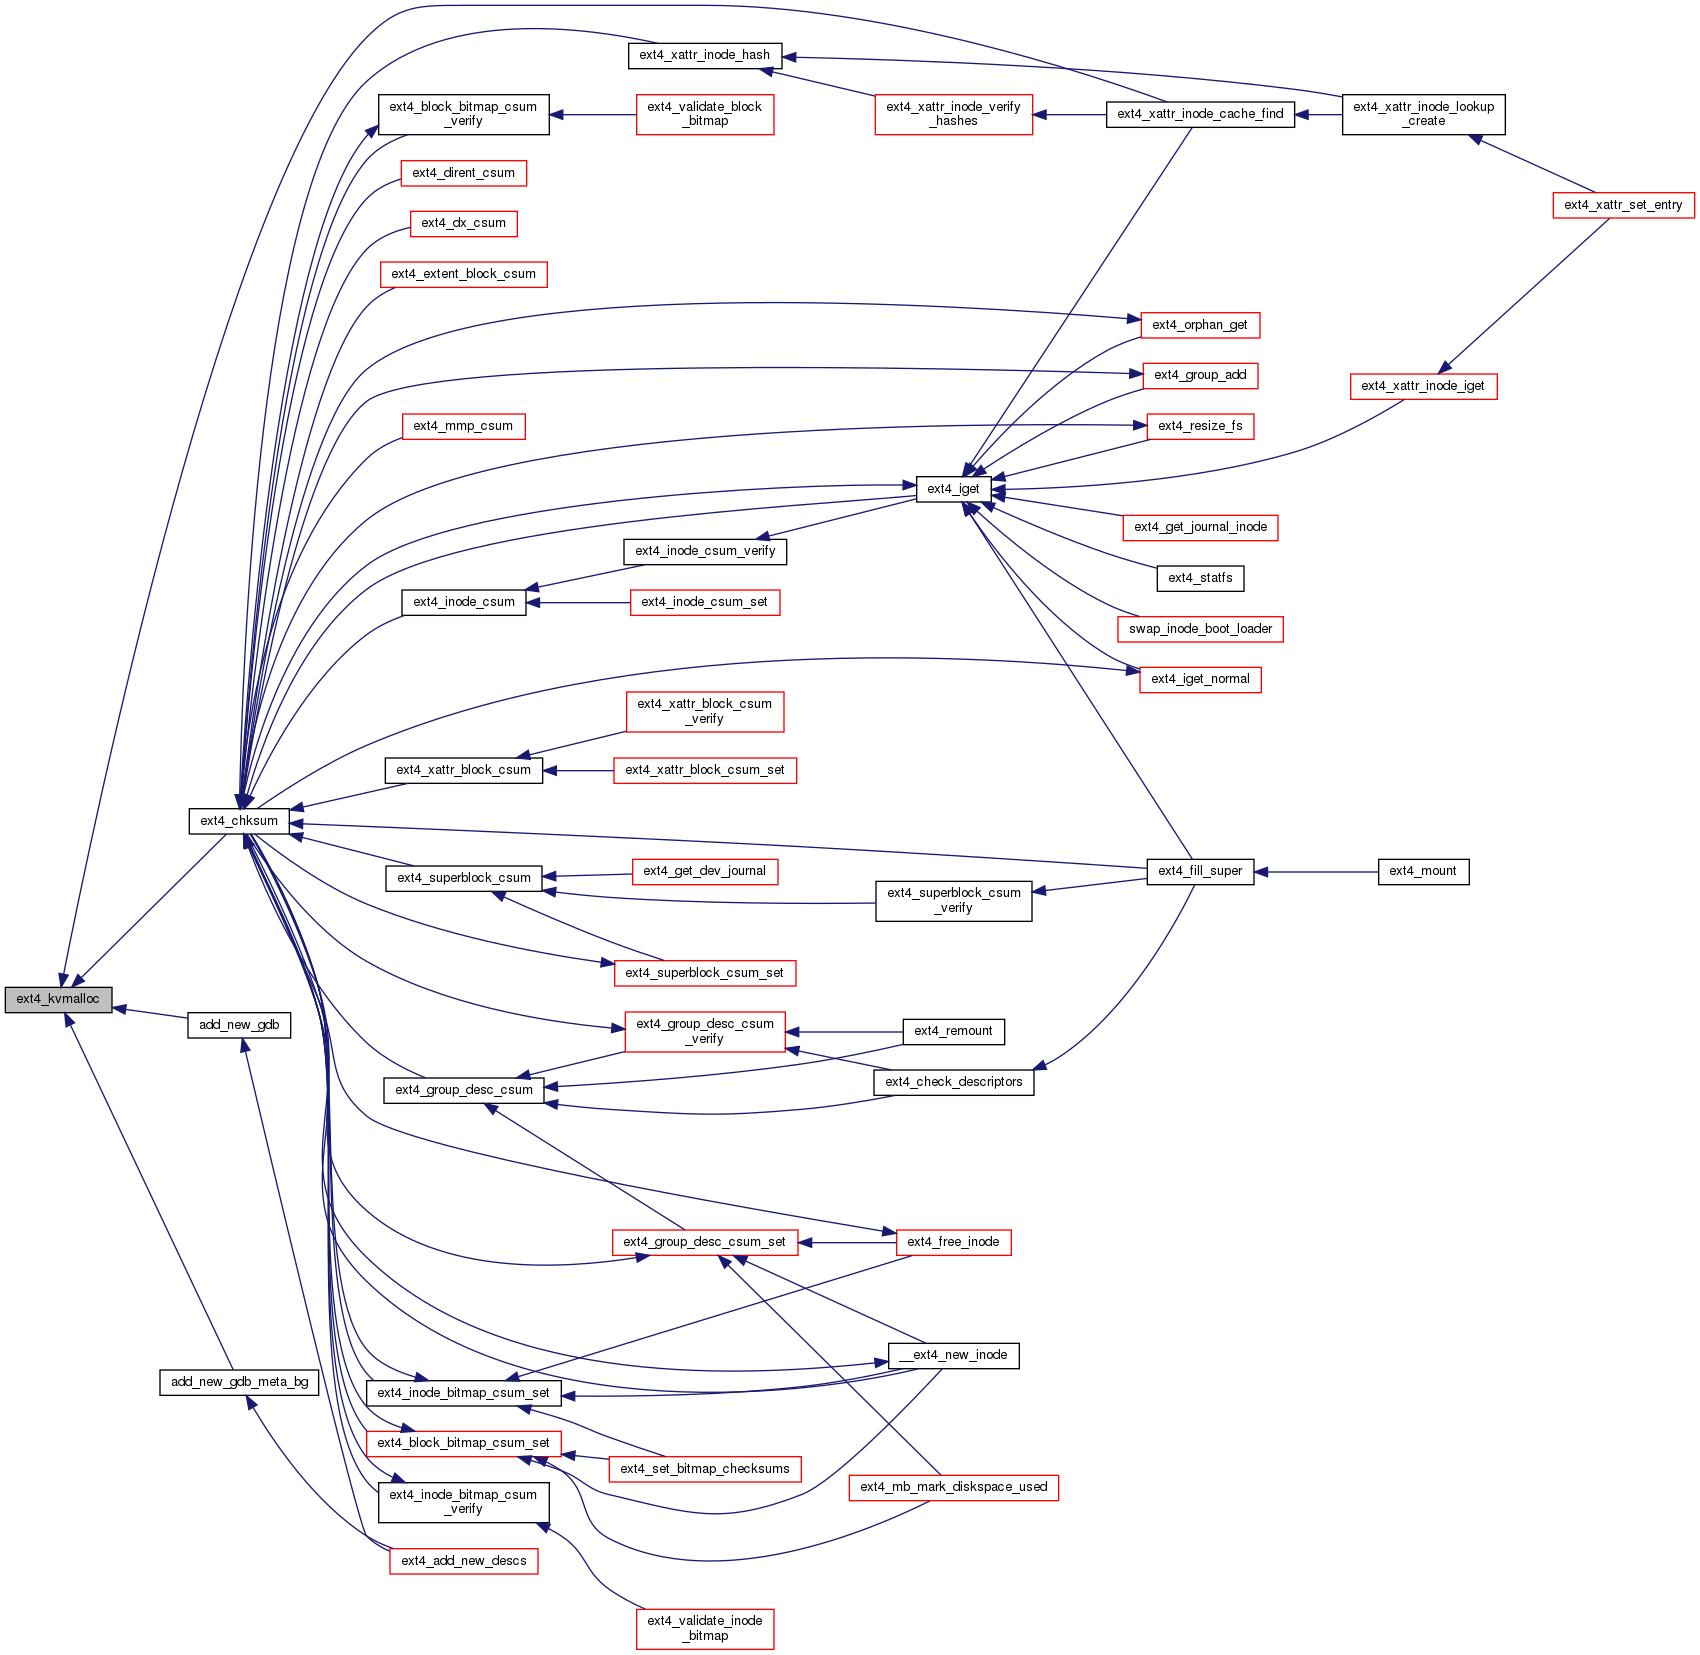 ext4_xattr_inode_hash
ext4_block_bitmap_csum
_verify
ext4_validate_block
_bitmap
ext4_xattr_inode_verify
_hashes
ext4_xattr_inode_cache_find
ext4_xattr_inode_lookup
_create
ext4_dirent_csum
ext4_xattr_set_entry
ext4_dx_csum
ext4_extent_block_csum
ext4_orphan_get
ext4_group_add
ext4_xattr_inode_iget
ext4_mmp_csum
ext4_resize_fs
ext4_iget
ext4_get_journal_inode
ext4_inode_csum_verify
ext4_statfs
ext4_inode_csum
ext4_inode_csum_set
swap_inode_boot_loader
ext4_iget_normal
ext4_xattr_block_csum
_verify
ext4_xattr_block_csum
ext4_xattr_block_csum_set
ext4_chksum
ext4_superblock_csum
ext4_get_dev_journal
ext4_superblock_csum
_verify
ext4_fill_super
ext4_mount
ext4_superblock_csum_set
ext4_kvmalloc
add_new_gdb
ext4_group_desc_csum
_verify
ext4_remount
ext4_group_desc_csum
ext4_check_descriptors
ext4_group_desc_csum_set
ext4_free_inode
__ext4_new_inode
add_new_gdb_meta_bg
ext4_inode_bitmap_csum_set
ext4_block_bitmap_csum_set
ext4_set_bitmap_checksums
ext4_mb_mark_diskspace_used
ext4_inode_bitmap_csum
_verify
ext4_add_new_descs
ext4_validate_inode
_bitmap